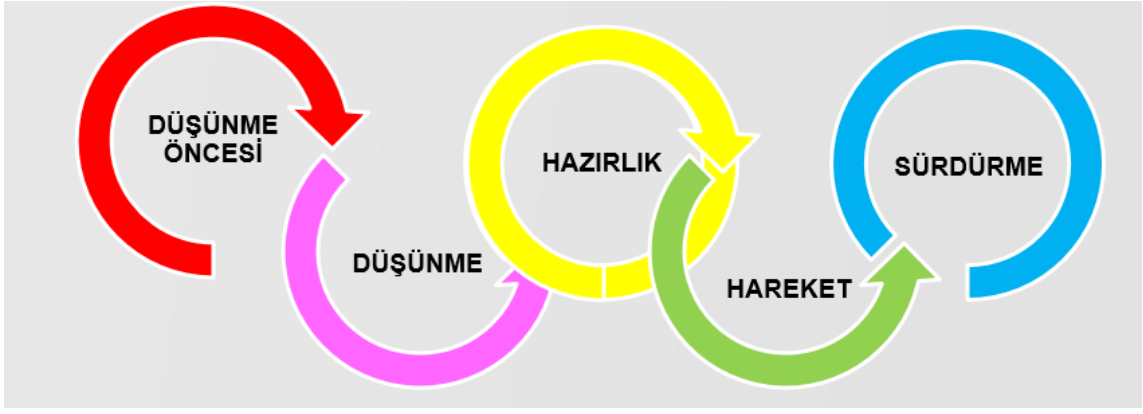 DÜŞÜNME
ÖNCESİ
DÜŞÜNME
HAZIRLIK
HAREKET
SÜRDÜRME